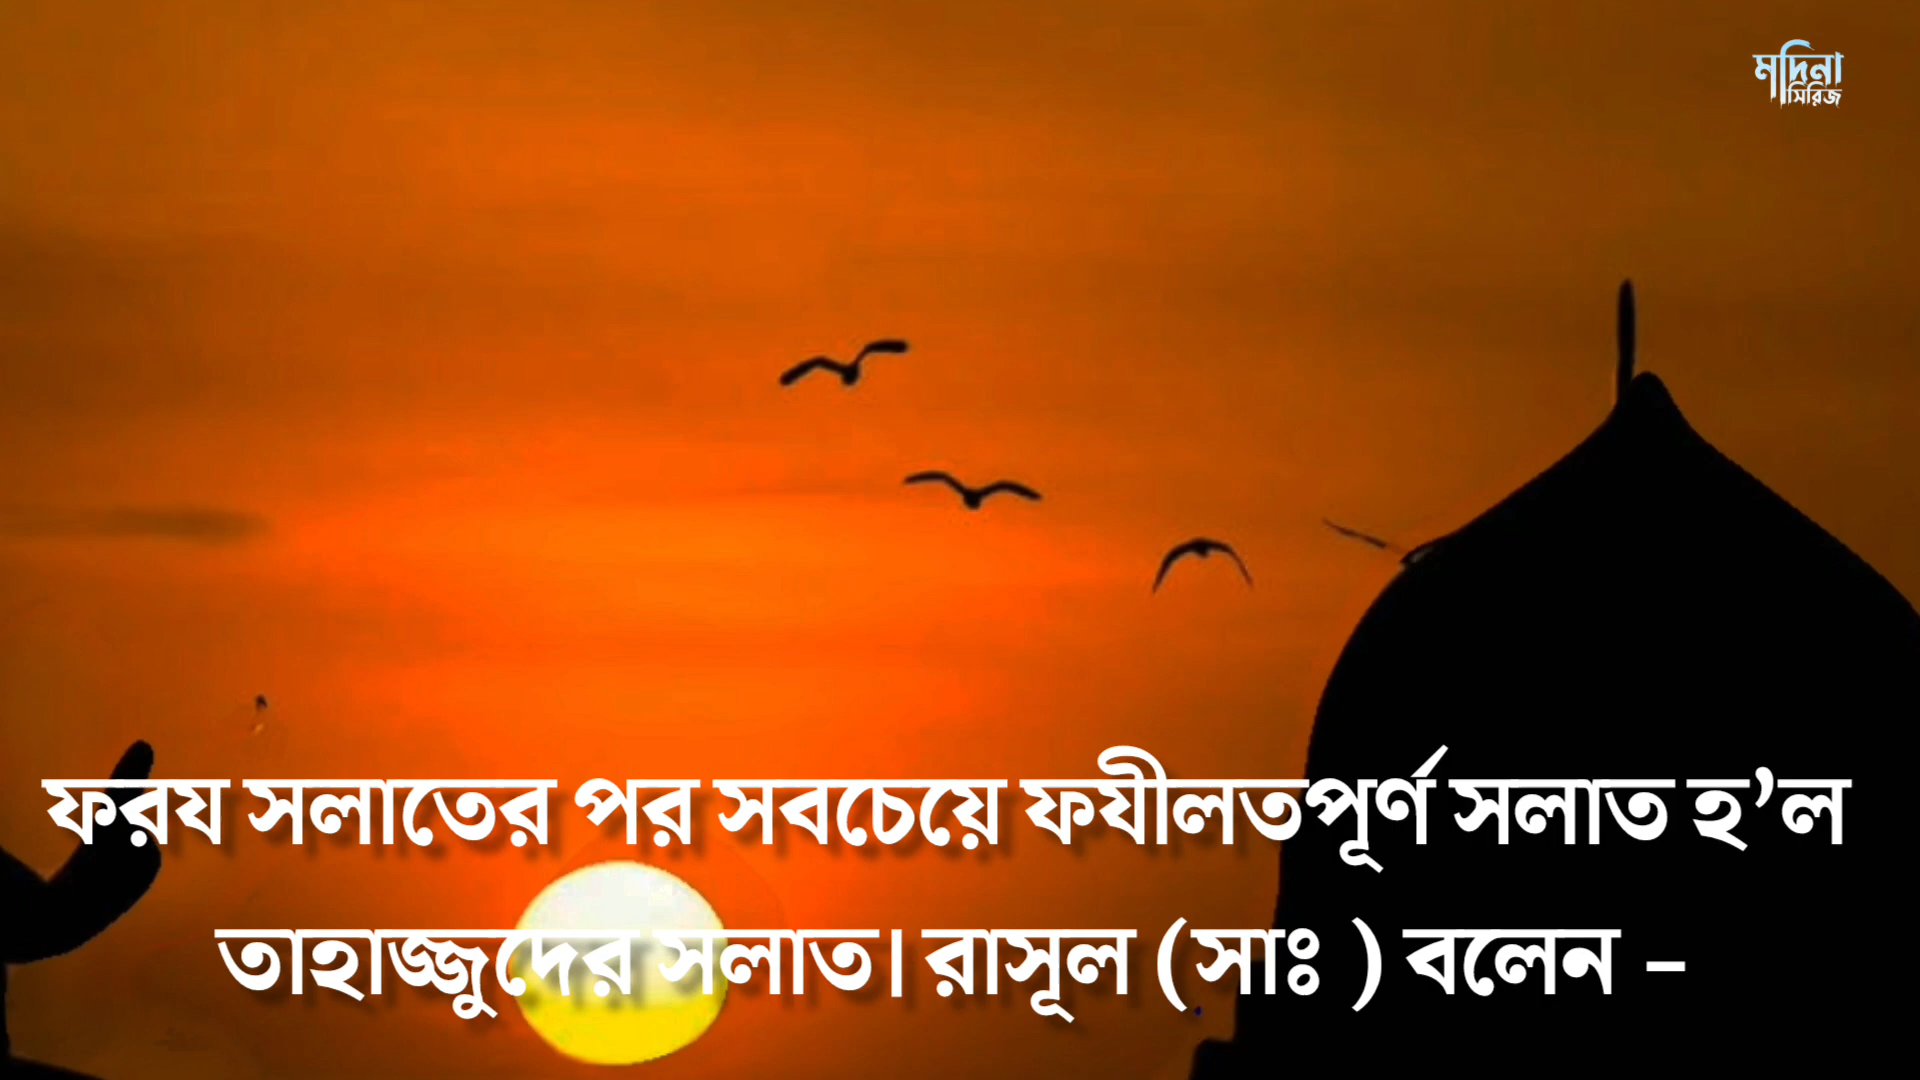 মদিনা
সিরিজ
ফরয সলাতের পর সবচেয়ে ফযীলতপূর্ণ সলাত হ’ল
তাহাজ্জুদের সলাত। রাসূল (সাঃ ) বলেন –